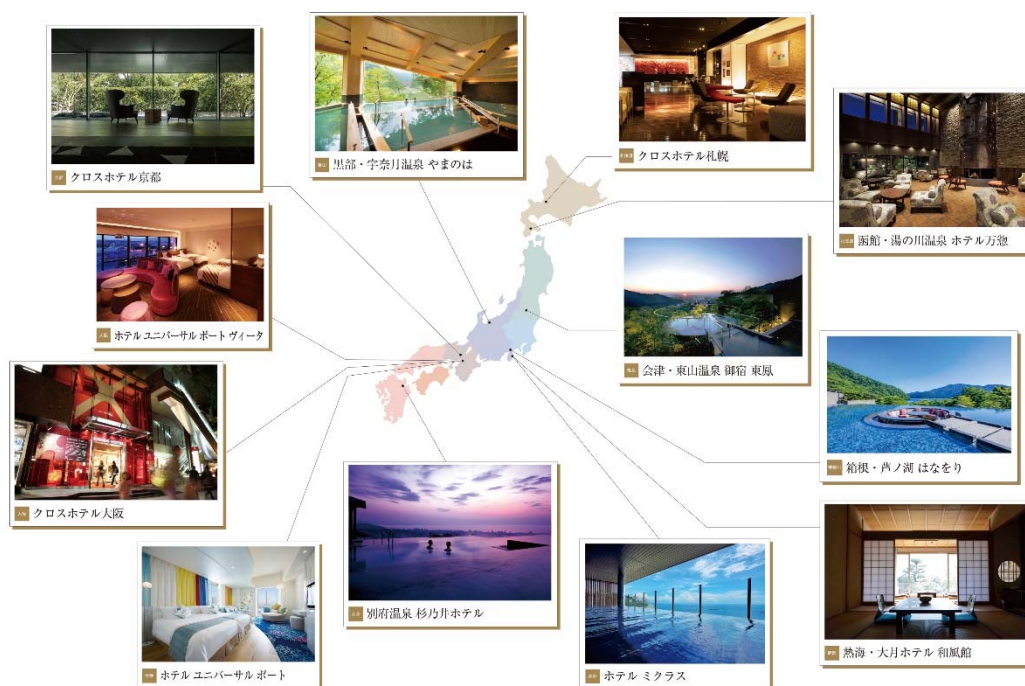 クロスホテル京都
黒部・宇奈月温泉 やまのは
クロスホテル札幌
函館・湯の川温泉 ホテル万惣
ホテル ユニバーサル ポート ヴィータ
会津・東山温泉 御宿 東鳳
箱根・芦ノ湖 はなをり
クロスホテル大阪
別府温泉 杉乃井ホテル
ホテル ユニバーサル ポート
ホテル ミクラス
熱海・大月ホテル 和風館